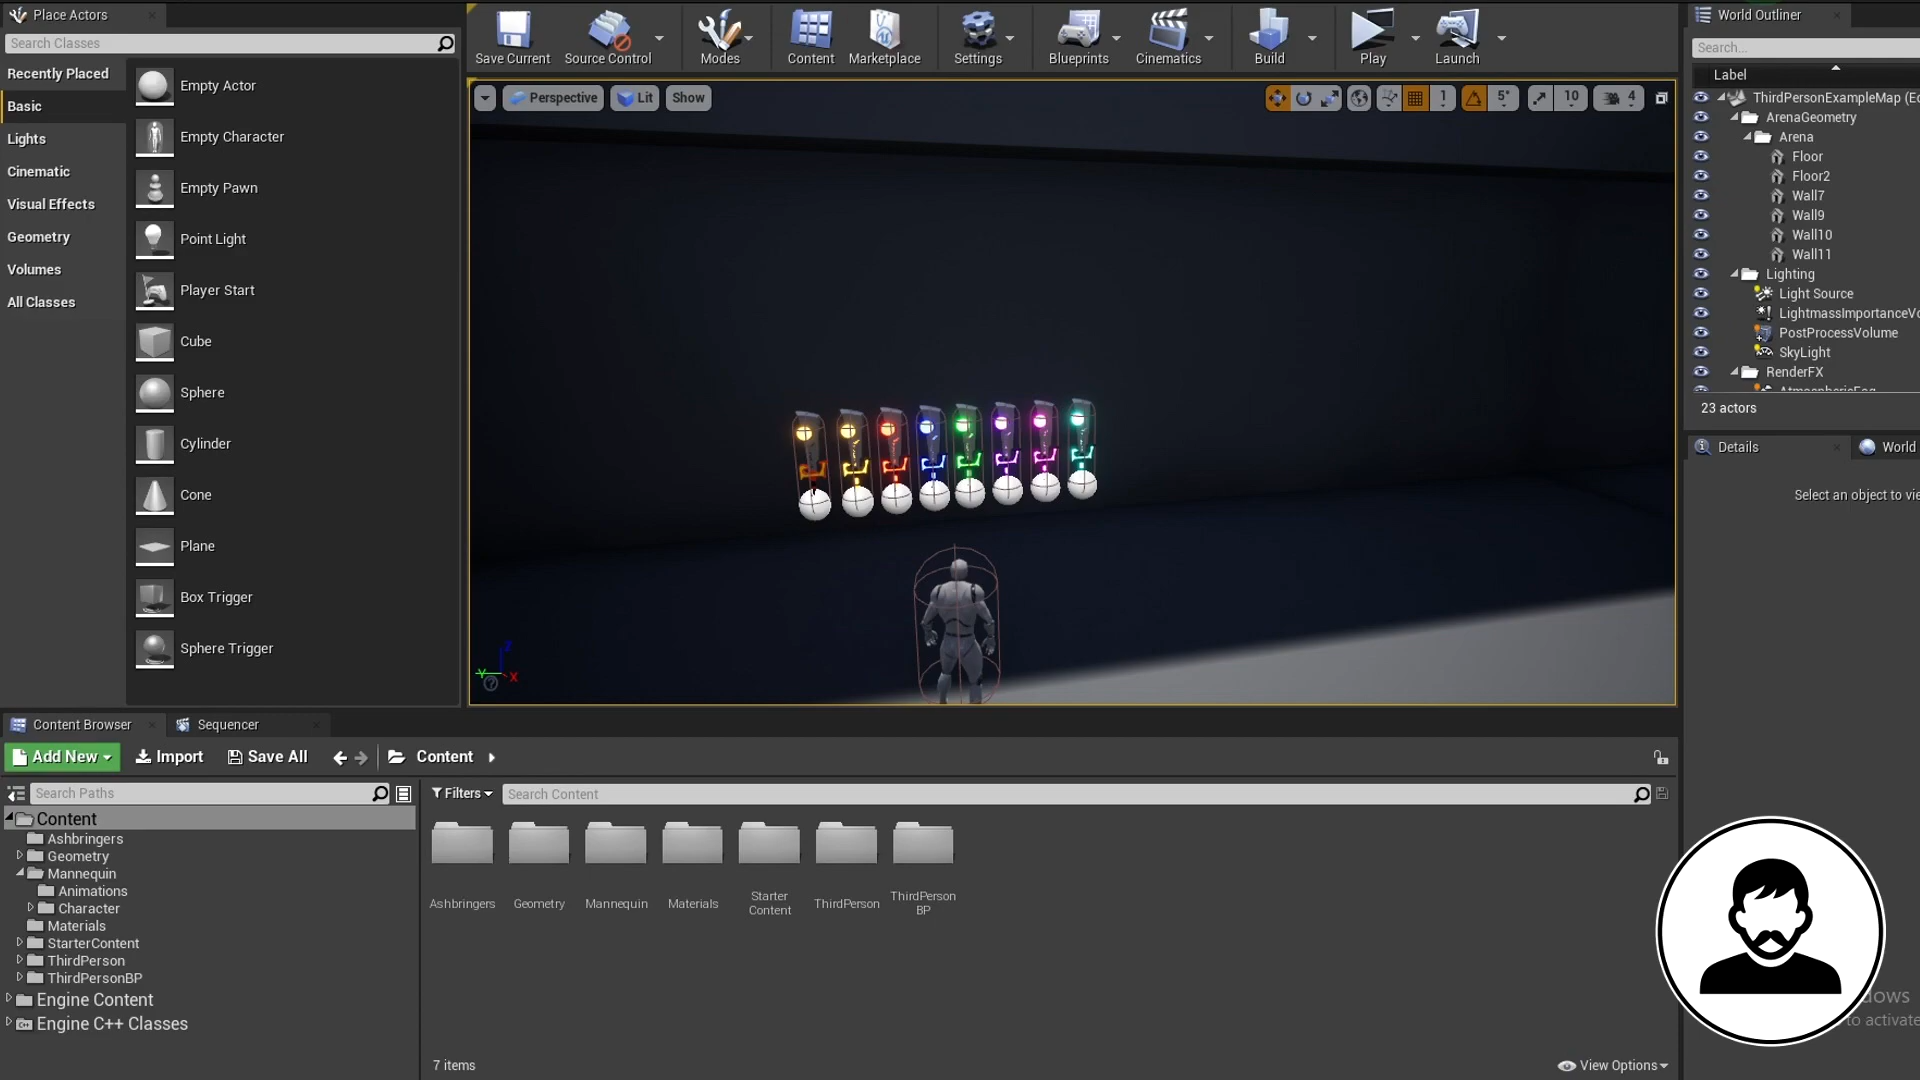 Place Actors
Search Classes
Recently Placed
Basic
Lights
Cinematic
Visual Effects
Geometry
Volumes
All Classes
Empty Actor
Empty Character
Empty Pawn
Point Light
Player Start
Cube
Sphere
Cylinder
Cone
Plane
Box Trigger
Sphere Trigger
Save Current
Source Control
Modes
Content
Marketplace
Settings
Blueprints
Cinematics
Build
Play
Launch
Perspective
Lit
Show
1
5°
10
4
Z
Y
X
World Outliner
Search...
Label
ThirdPersonExampleMap (Ed
ArenaGeometry
Arena
Floor
Floor2
Wall7
Wall9
Wall10
Wall11
Lighting
Light Source
LightmassImportanceVo
PostProcessVolume
SkyLight
RenderFX
23 actors
Details
World
Select an object to vie
Content Browser
Sequencer
Add New
Import
Save All
Content
Search Paths
Filters
Search Content
Content
Ashbringers
Geometry
Mannequin
Animations
Character
Materials
StarterContent
ThirdPerson
ThirdPersonBP
Engine Content
Engine C++ Classes
Ashbringers
Geometry
Mannequin
Materials
Starter
Content
ThirdPerson
ThirdPerson
BP
7 items
View Options
dows
to activate